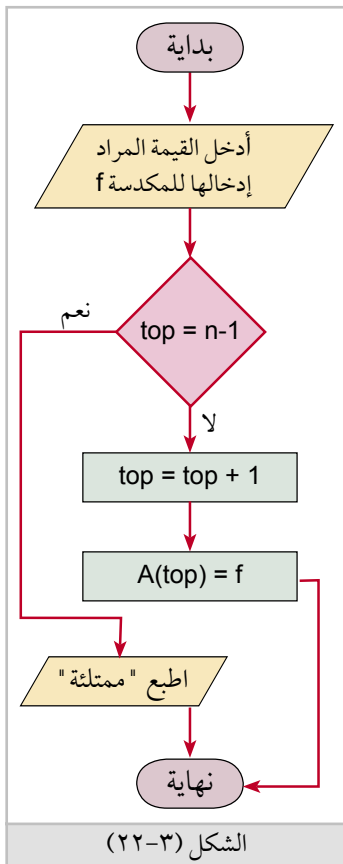 بداية
أدخل القيمة المراد
إدخالها للمكدسة f
top = n-1
نعم
لا
top = top + 1
A(top) = f
اطبع "ممتلئة"
نهاية
الشكل (٣-٢٢)